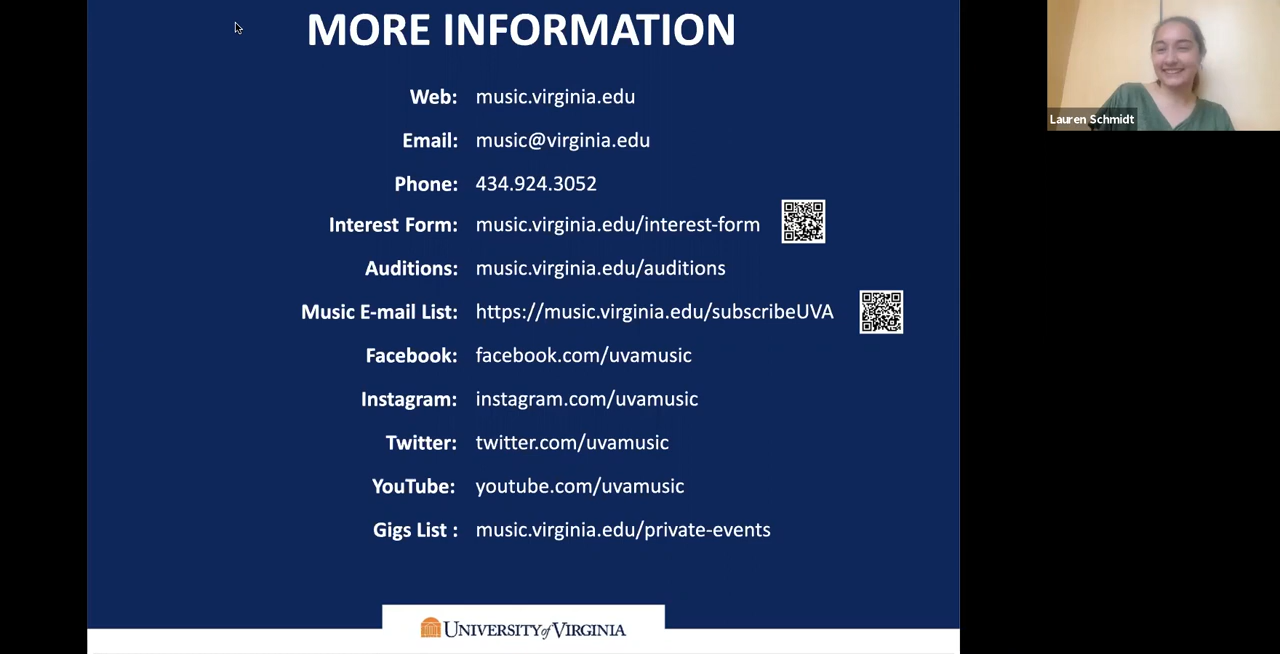 MORE INFORMATION
Web: music.virginia.edu
Email: music@virginia.edu
Phone: 434.924.3052
Interest Form: music.virginia.edu/interest-form
Auditions: music.virginia.edu/auditions
Music E-mail List: https://music.virginia.edu/subscribeUVA
Facebook: facebook.com/uvamusic
Instagram: instagram.com/uvamusic
Twitter: twitter.com/uvamusic
YouTube: youtube.com/uvamusic
Gigs List : music.virginia.edu/private-events
UNIVERSITY of VIRGINIA
Lauren Schmidt